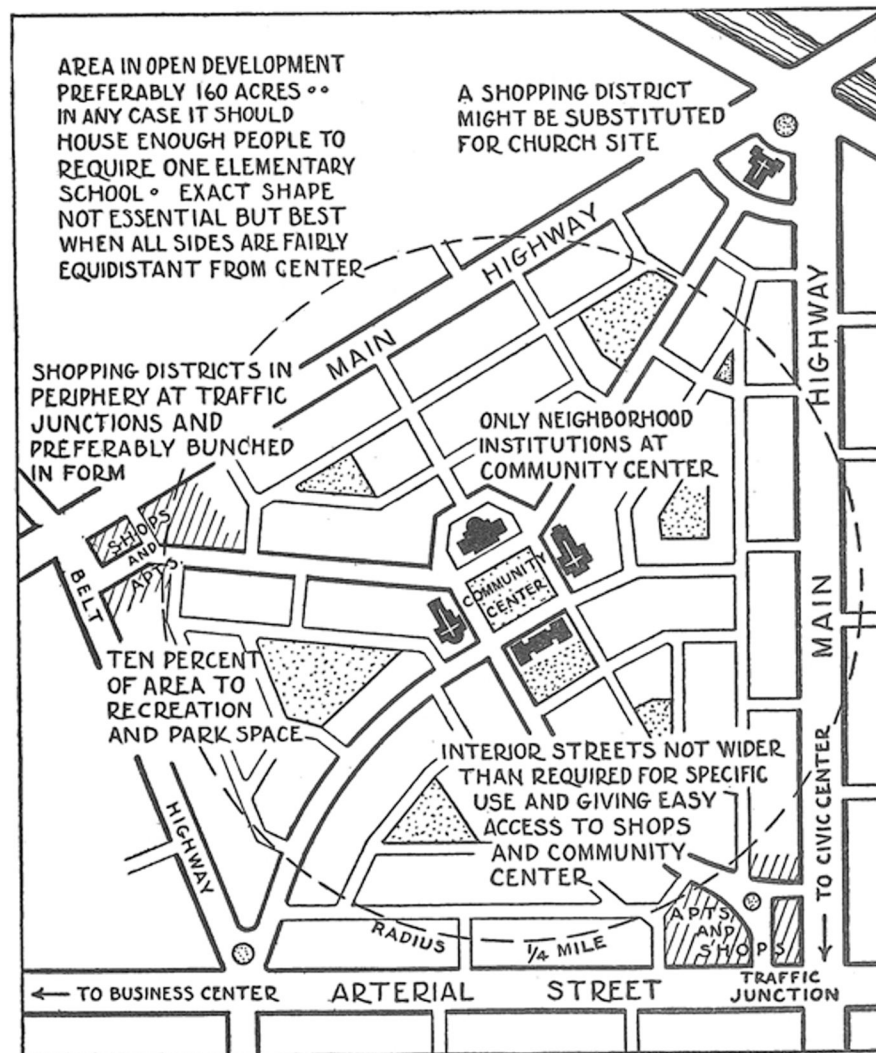 AREA IN OPEN DEVELOPMENT
PREFERABLY 160 ACRES ••
IN ANY CASE IT SHOULD
HOUSE ENOUGH PEOPLE TO
REQUIRE ONE ELEMENTARY
SCHOOL • EXACT SHAPE
NOT ESSENTIAL BUT BEST
WHEN ALL SIDES ARE FAIRLY
EQUIDISTANT FROM CENTER
A SHOPPING DISTRICT
MIGHT BE SUBSTITUTED
FOR CHURCH SITE
MAIN HIGHWAY
SHOPPING DISTRICTS IN
PERIPHERY AT TRAFFIC
JUNCTIONS AND
PREFERABLY BUNCHED
IN FORM
ONLY NEIGHBORHOOD
INSTITUTIONS AT
COMMUNITY CENTER
HIGHWAY
MAIN
SHOPS
AND
APTS.
BELT
HIGHWAY
COMMUNITY
CENTER
TEN PERCENT
OF AREA TO
RECREATION
AND PARK SPACE
INTERIOR STREETS NOT WIDER
THAN REQUIRED FOR SPECIFIC
USE AND GIVING EASY
ACCESS TO SHOPS
AND COMMUNITY
CENTER
TO CIVIC CENTER
RADIUS 1/4 MILE
APTS
AND
SHOPS
TRAFFIC
JUNCTION
← TO BUSINESS CENTER
ARTERIAL STREET